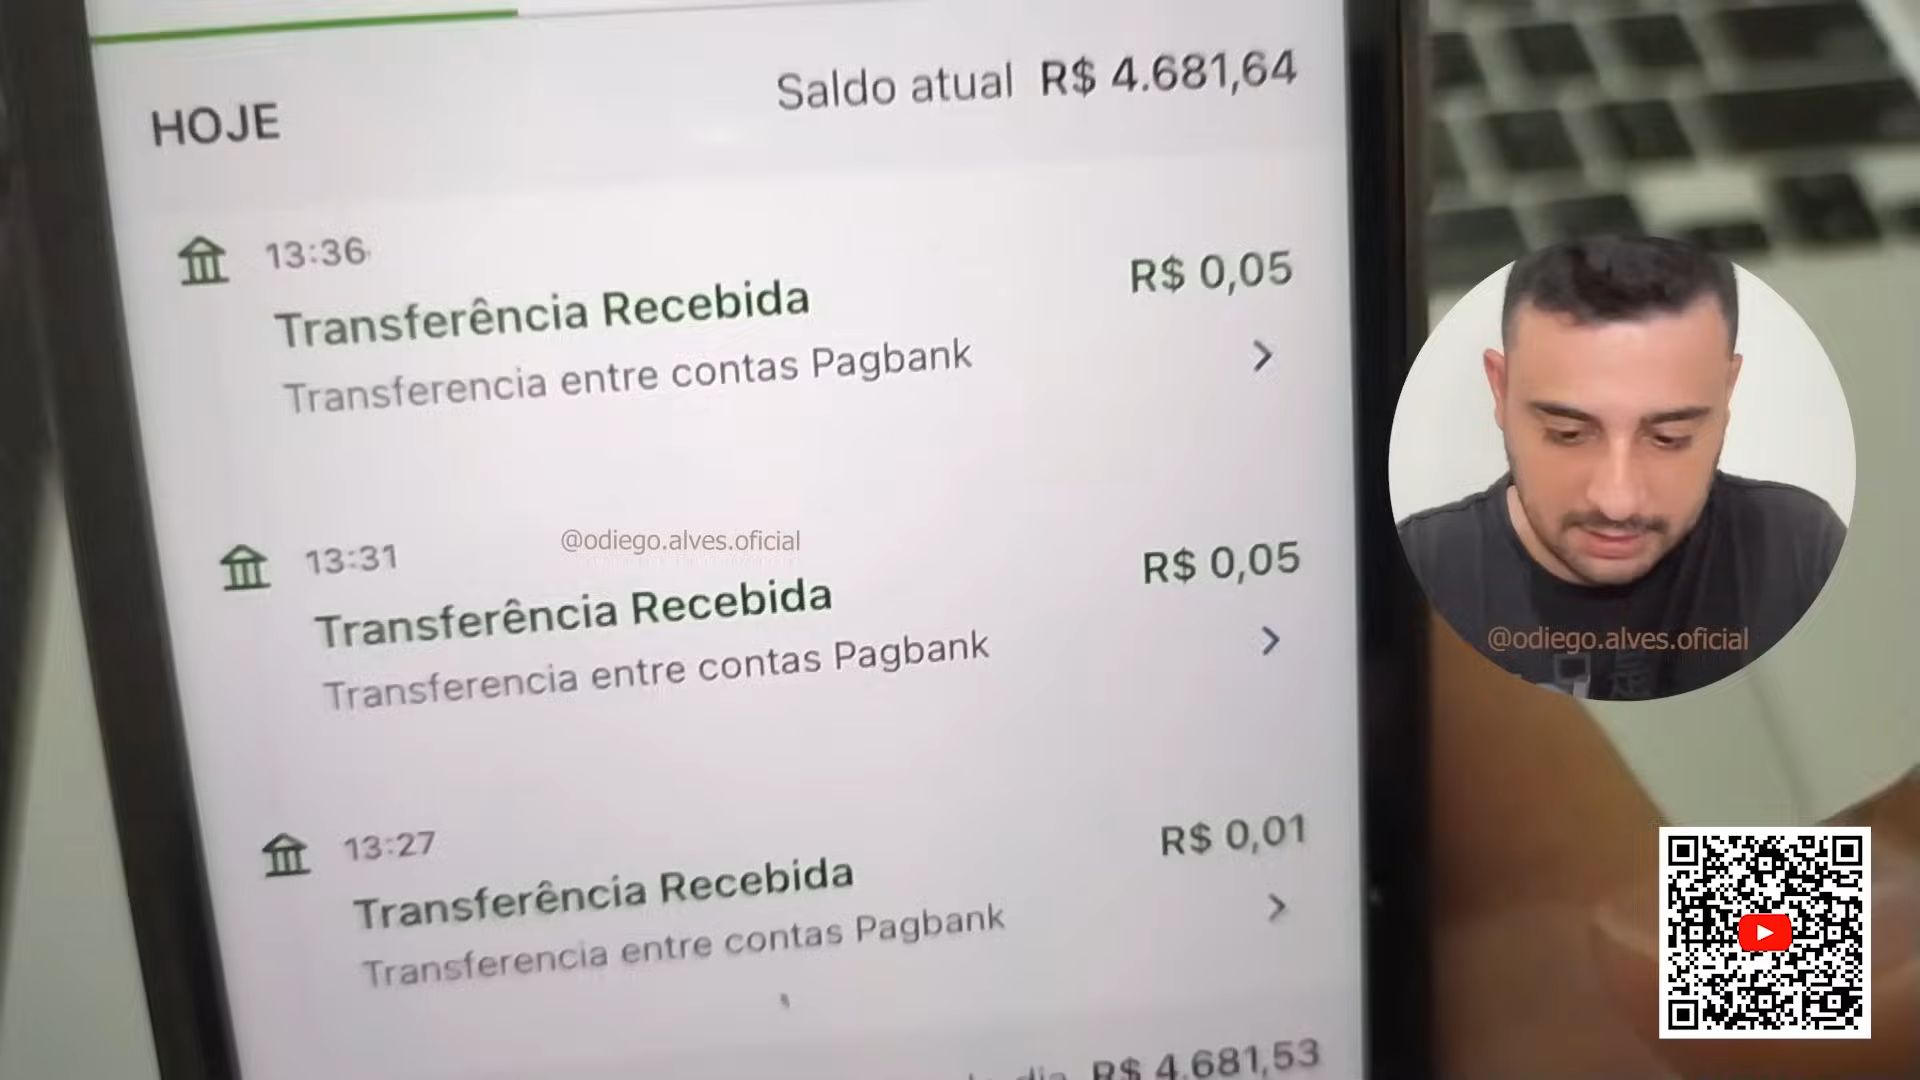 HOJE
Saldo atual R$ 4.681,64
13:36
Transferência Recebida
R$ 0,05
Transferencia entre contas Pagbank
@odiego.alves.oficial
13:31
Transferência Recebida
R$ 0,05
Transferencia entre contas Pagbank
@odiego.alves.oficial
13:27
Transferência Recebida
R$ 0,01
Transferencia entre contas Pagbank
R$ 4.681,53